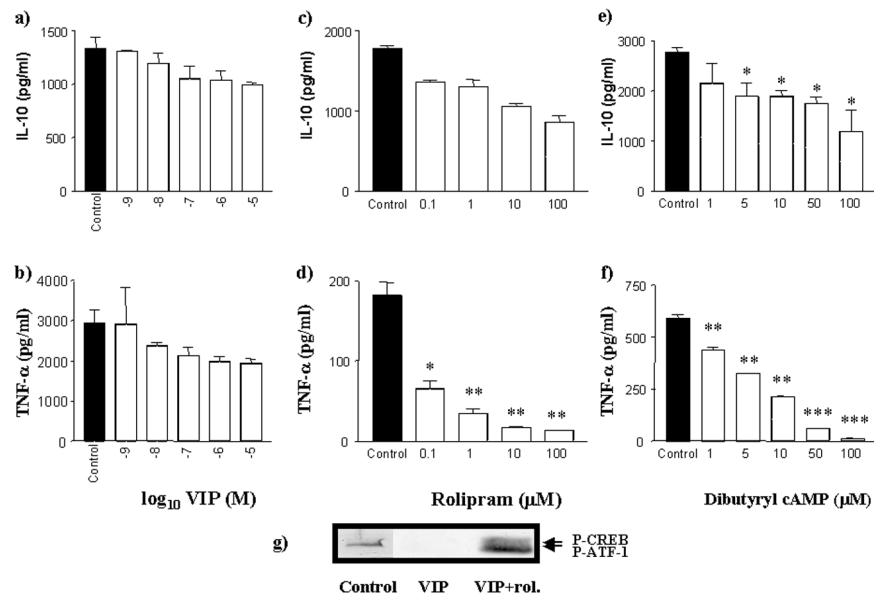 a)
IL-10 (pg/ml)
1500
1000
500
0
Control
-9
-8
-7
-6
-5
c)
IL-10 (pg/ml)
2000
1000
0
Control 0.1 1 10 100
e)
IL-10 (pg/ml)
3000
2000
1000
0
* * * *
Control 1 5 10 50 100
b)
TNF-α (pg/ml)
4000
3000
2000
1000
0
Control
-9
-8
-7
-6
-5
log10 VIP (M)
d)
TNF-α (pg/ml)
200
100
0
* ** ** **
Control 0.1 1 10 100
Rolipram (μM)
f)
TNF-α (pg/ml)
750
500
250
0
** ** ** *** ***
Control 1 5 10 50 100
Dibutyryl cAMP (μM)
g)
P-CREB
P-ATF-1
Control VIP VIP+rol.